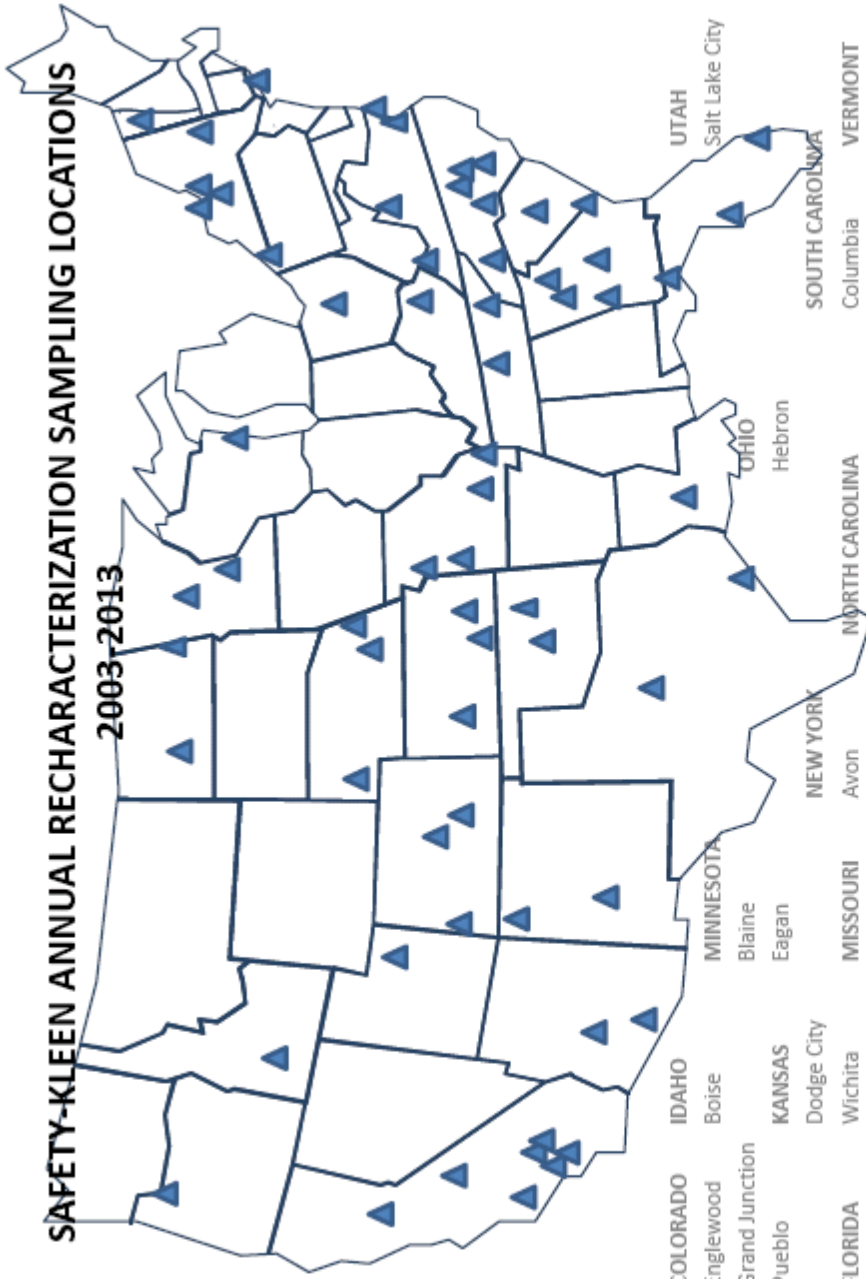 SAFETY-KLEEN ANNUAL RECHARACTERIZATION SAMPLING LOCATIONS
2003-2013
COLORADO
Englewood
Grand Junction
Pueblo
FLORIDA
IDAHO
Boise
KANSAS
Dodge City
Wichita
MINNESOTA
Blaine
Eagan
MISSOURI
NEW YORK
Avon
NORTH CAROLINA
OHIO
Hebron
SOUTH CAROLINA
Columbia
UTAH
Salt Lake City
VERMONT